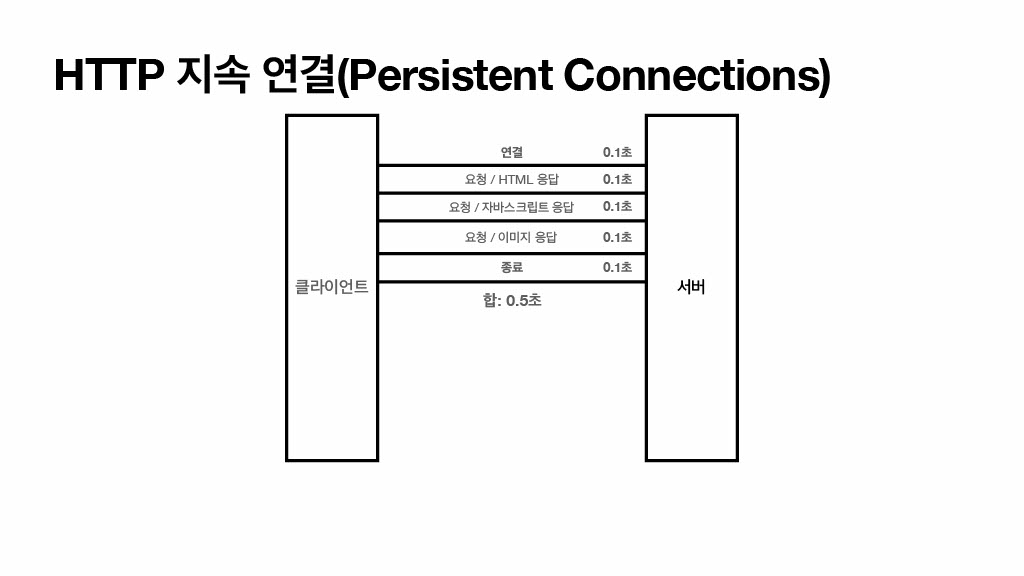 HTTP 지속 연결(Persistent Connections)
연결 0.1초
요청 / HTML 응답 0.1초
요청 / 자바스크립트 응답 0.1초
요청 / 이미지 응답 0.1초
종료 0.1초
클라이언트
서버
합: 0.5초